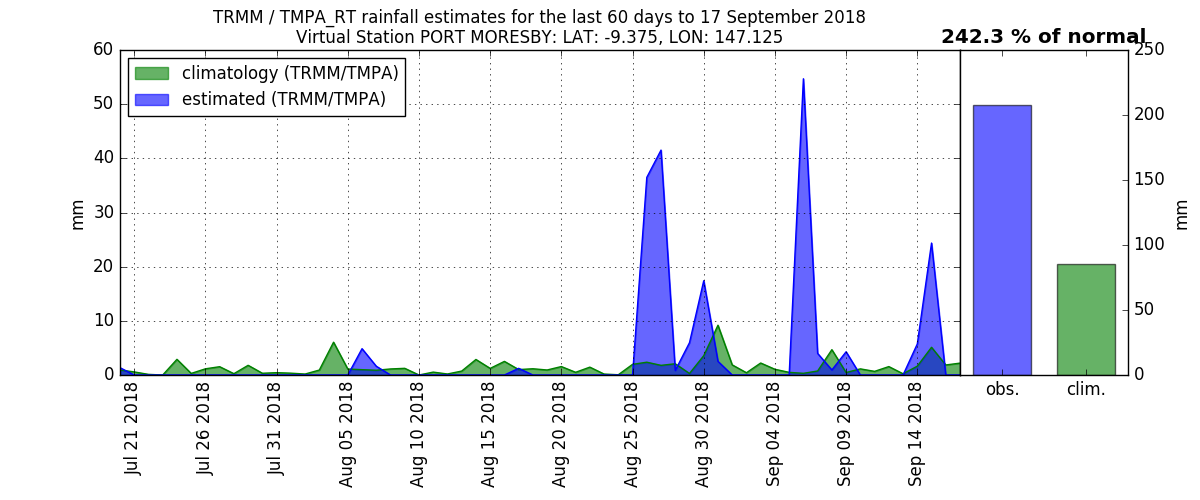 TRMM / TMPA_RT rainfall estimates for the last 60 days to 17 September 2018
Virtual Station PORT MORESBY: LAT: -9.375, LON: 147.125
242.3 % of normal
climatology (TRMM/TMPA)
estimated (TRMM/TMPA)
60
50
40
30
20
10
0
mm
Jul 21 2018
Jul 26 2018
Jul 31 2018
Aug 05 2018
Aug 10 2018
Aug 15 2018
Aug 20 2018
Aug 25 2018
Aug 30 2018
Sep 04 2018
Sep 09 2018
Sep 14 2018
250
200
150
100
50
0
mm
obs.
clim.